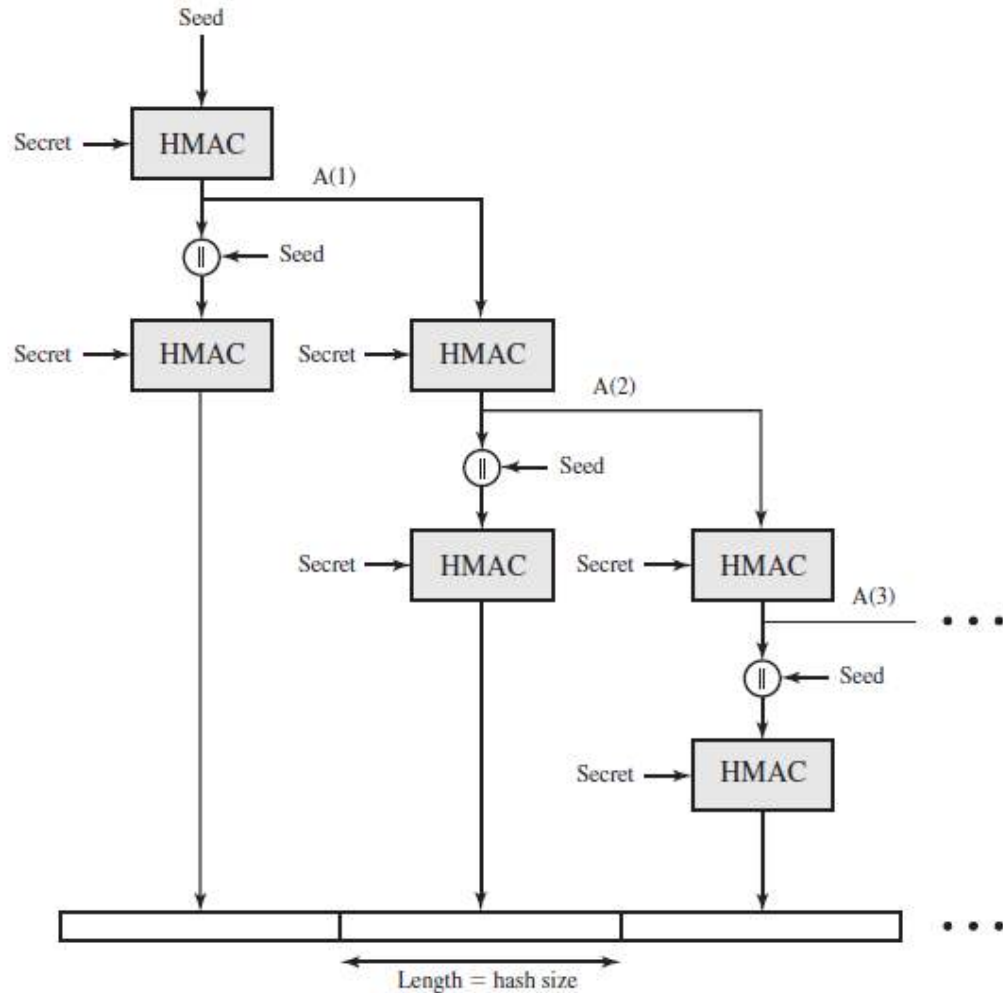 Seed
Secret
HMAC
A(1)
||
Seed
Secret
HMAC
Secret
HMAC
A(2)
||
Seed
Secret
HMAC
Secret
HMAC
A(3)
||
Seed
Secret
HMAC
Length = hash size